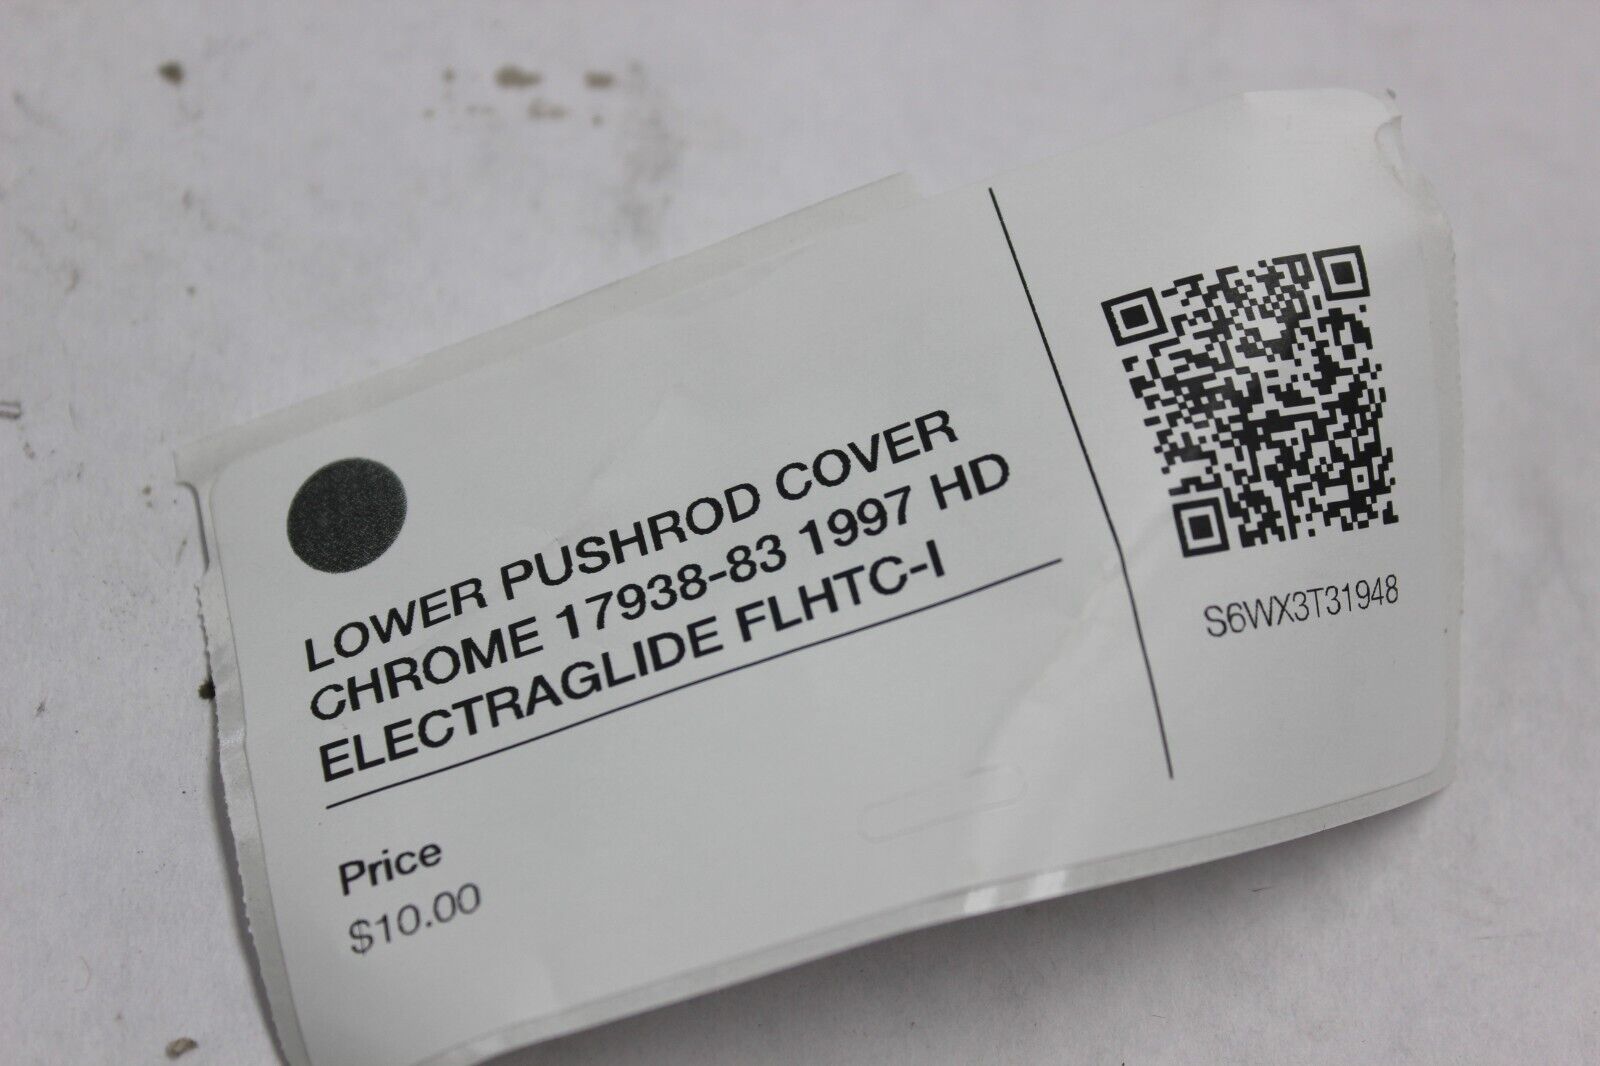 LOWER PUSHROD COVER
CHROME 17938-83 1997 HD
ELECTRAGLIDE FLHTC-I
Price
$10.00
S6WX3T31948